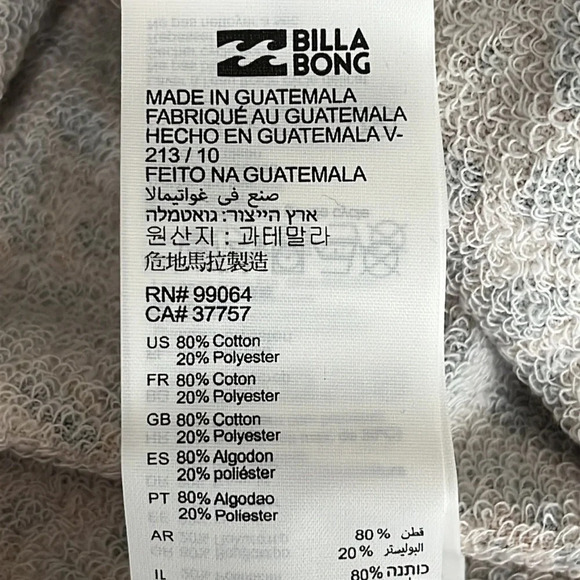 BILLA
BONG
MADE IN GUATEMALA
FABRIQUÉ AU GUATEMALA
HECHO EN GUATEMALA V-
213 / 10
FEITO NA GUATEMALA
صنع في غواتيمالا
ארץ הייצור: גואטמלה
원산지 : 과테말라
危地馬拉製造
RN# 99064
CA# 37757
US 80% Cotton
20% Polyester
FR 80% Coton
20% Polyester
GB 80% Cotton
20% Polyester
ES 80% Algodon
20% poliéster
PT 80% Algodao
20% Poliester
AR 80% قطن
20% البوليستر
IL 80% כותנה